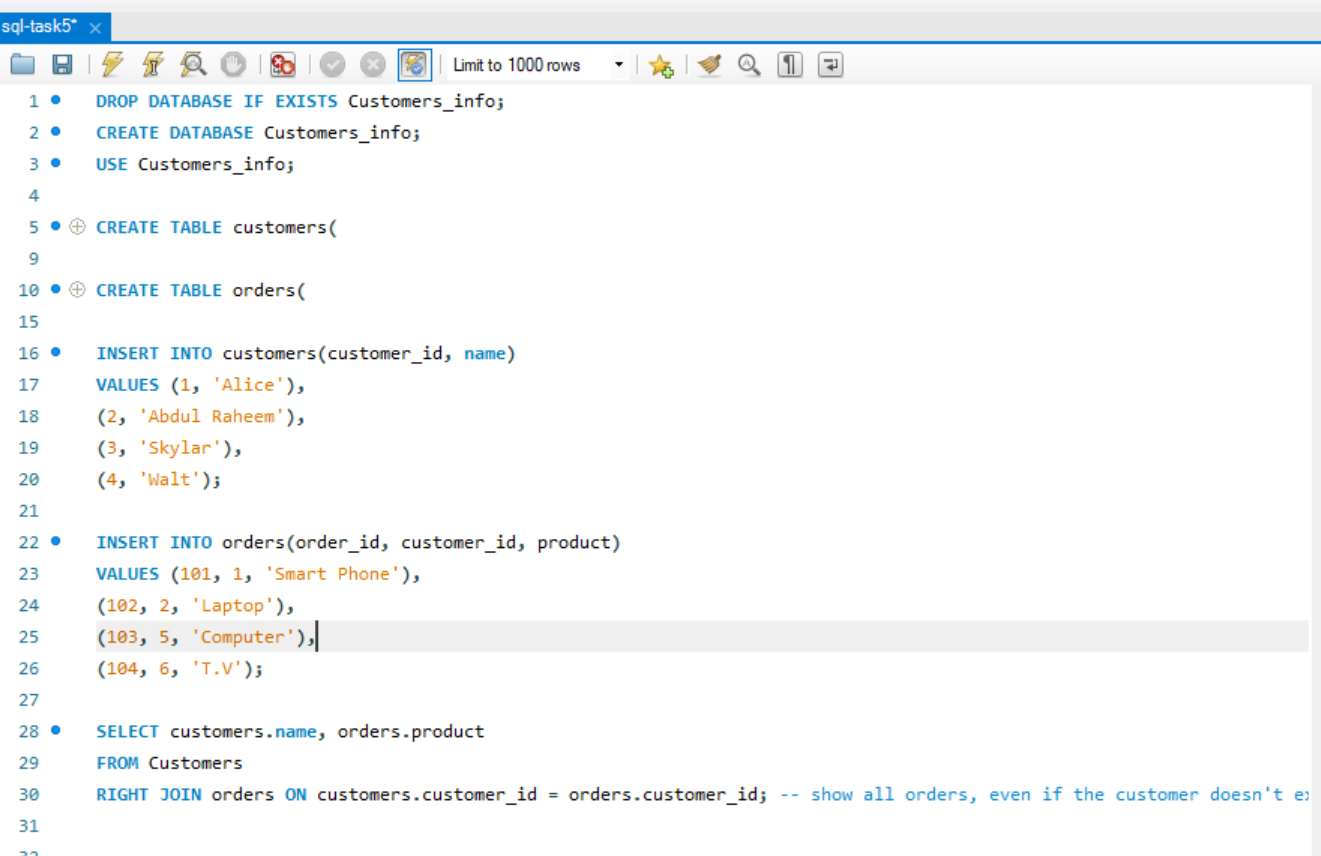 sql-task5*
Limit to 1000 rows
1 DROP DATABASE IF EXISTS Customers_info;
2 CREATE DATABASE Customers_info;
3 USE Customers_info;
4
5 CREATE TABLE customers(
9
10 CREATE TABLE orders(
15
16 INSERT INTO customers(customer_id, name)
17 VALUES (1, 'Alice'),
18 (2, 'Abdul Raheem'),
19 (3, 'Skylar'),
20 (4, 'Walt');
21
22 INSERT INTO orders(order_id, customer_id, product)
23 VALUES (101, 1, 'Smart Phone'),
24 (102, 2, 'Laptop'),
25 (103, 5, 'Computer'),
26 (104, 6, 'T.V');
27
28 SELECT customers.name, orders.product
29 FROM Customers
30 RIGHT JOIN orders ON customers.customer_id = orders.customer_id; -- show all orders, even if the customer doesn't
31